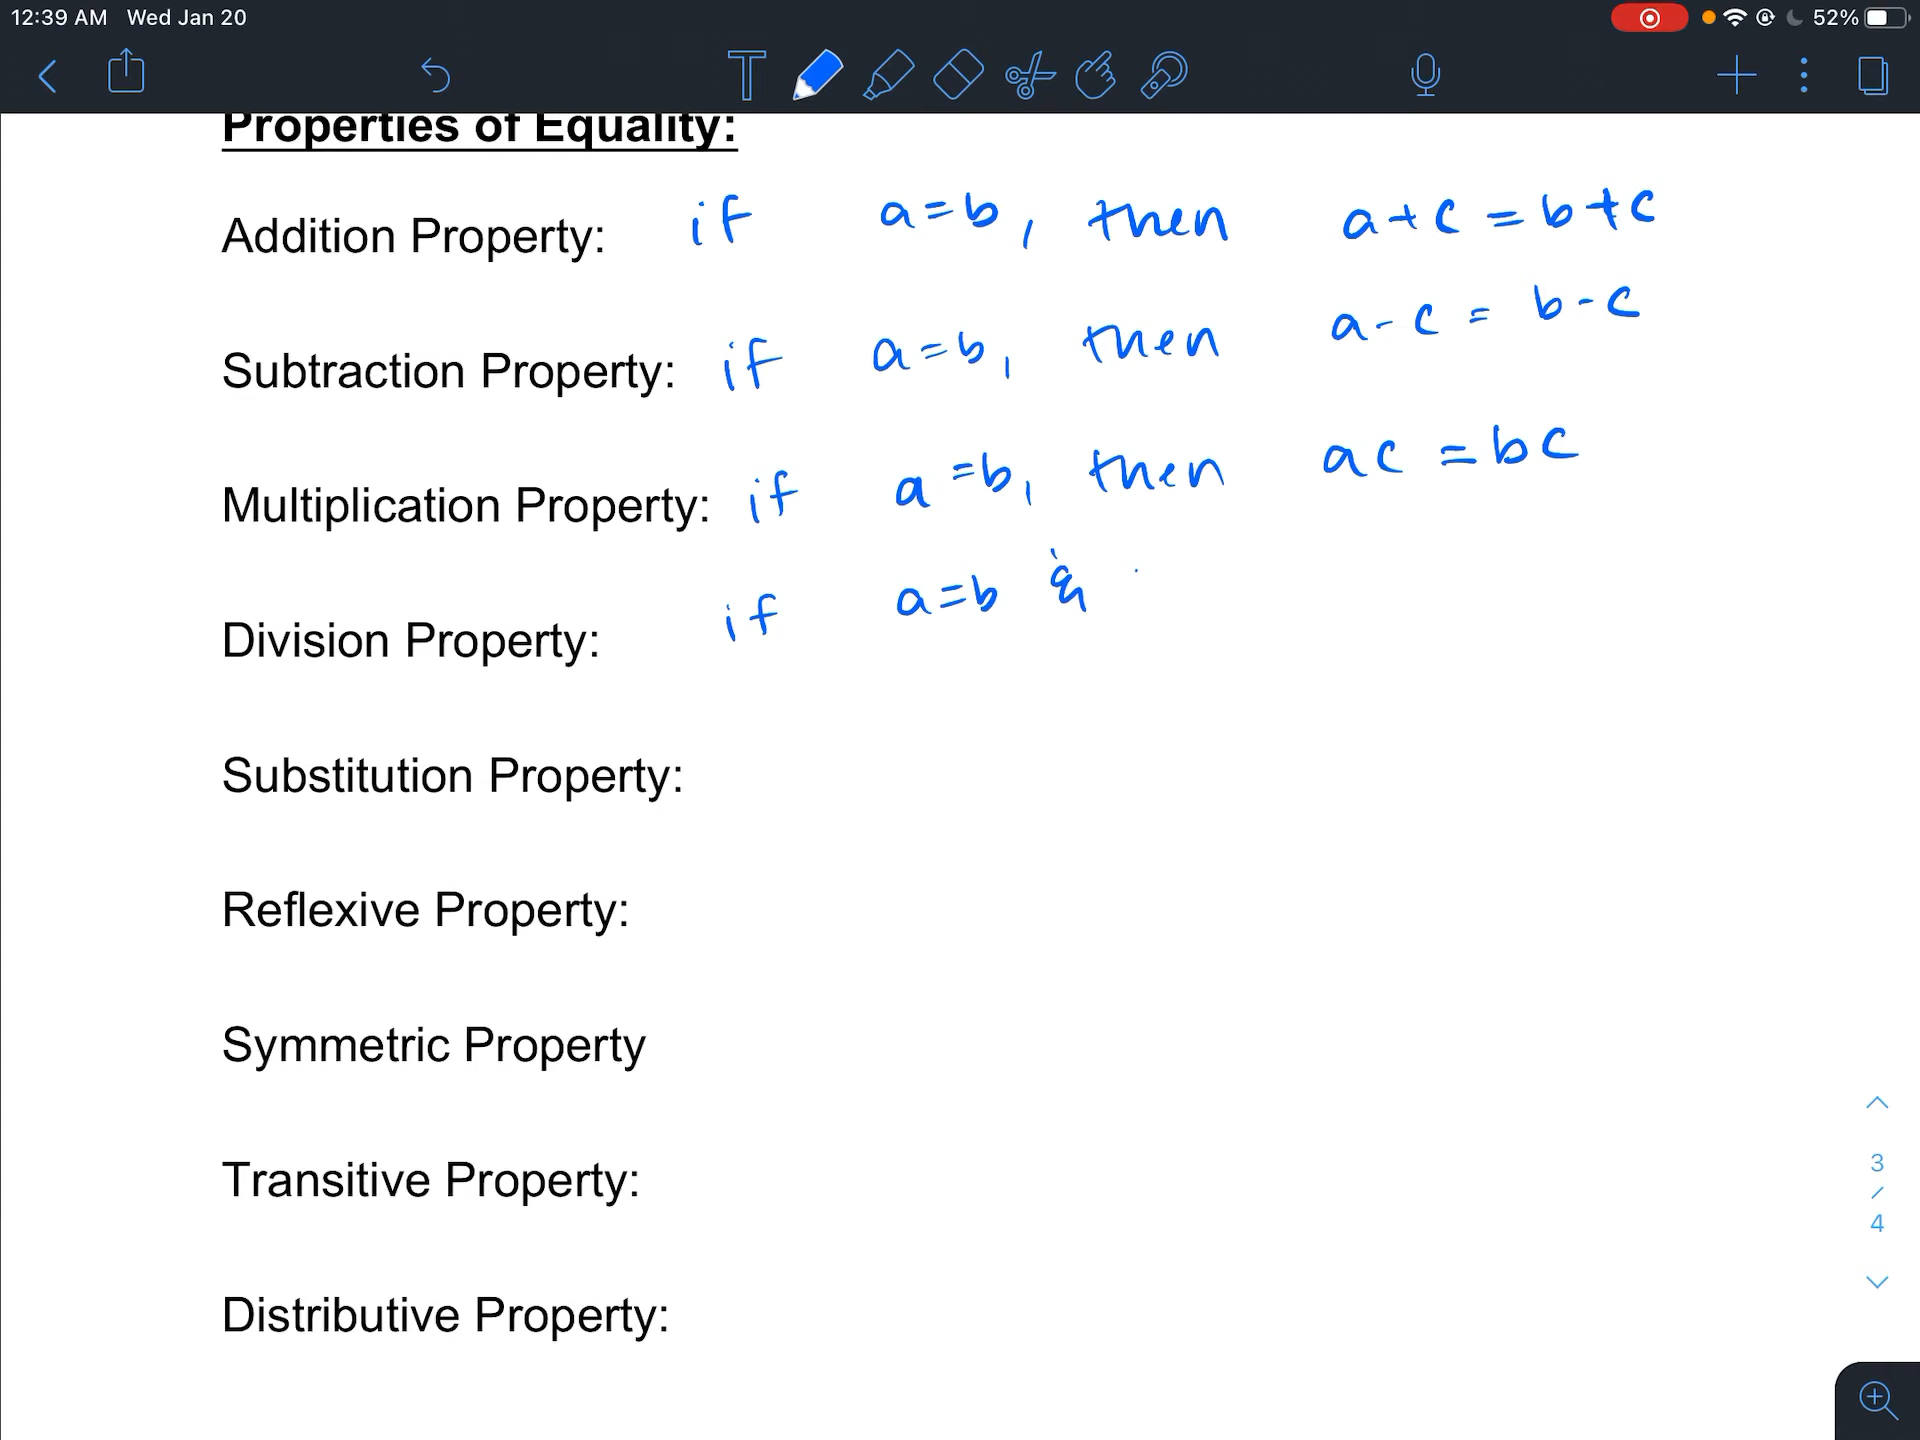 12:39 AM Wed Jan 20 52%
Properties of Equality:
Addition Property: if a=b, then a+c = b+c
Subtraction Property: if a=b, then a-c = b-c
Multiplication Property: if a=b, then ac = bc
Division Property: if a=b &
Substitution Property:
Reflexive Property:
Symmetric Property
Transitive Property:
Distributive Property:
3
/
4